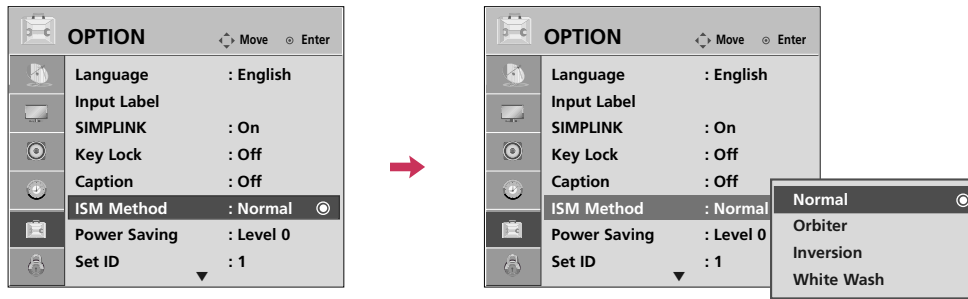 OPTION Move Enter
Language : English
Input Label
SIMPLINK : On
Key Lock : Off
Caption : Off
ISM Method : Normal
Power Saving : Level 0
Set ID : 1
OPTION Move Enter
Language : English
Input Label
SIMPLINK : On
Key Lock : Off
Caption : Off
ISM Method : Normal
Power Saving : Level 0
Set ID : 1
Normal
Orbiter
Inversion
White Wash